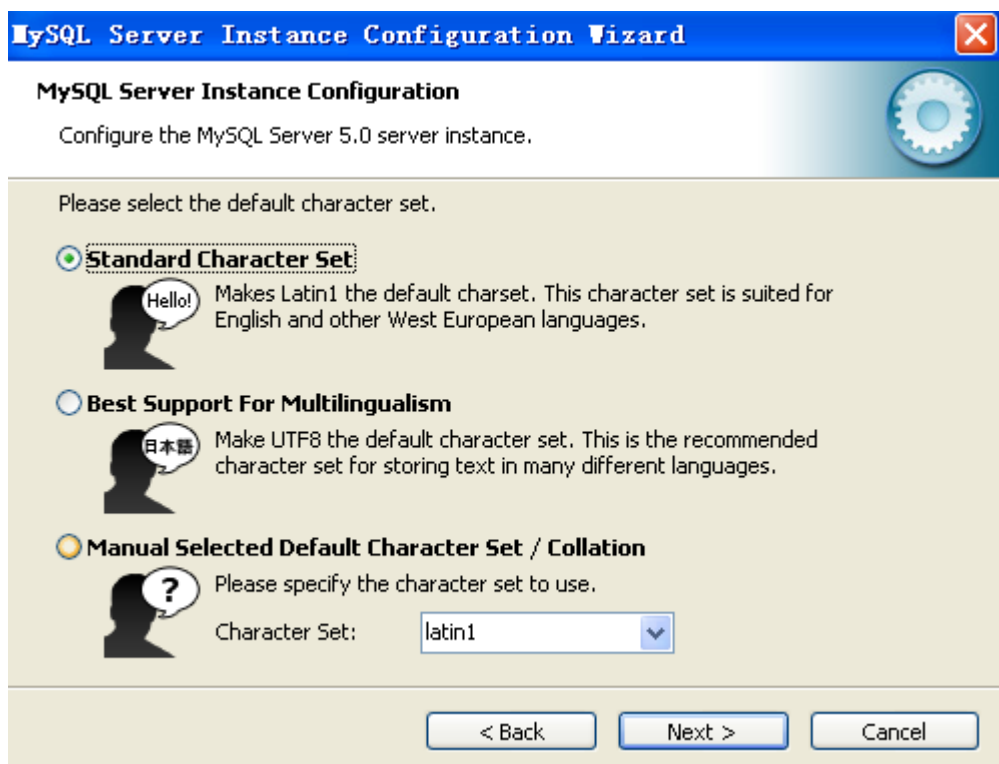 MySQL Server Instance Configuration Wizard
MySQL Server Instance Configuration
Configure the MySQL Server 5.0 server instance.
Please select the default character set.
Standard Character Set
Hello!
Makes Latin1 the default charset. This character set is suited for
English and other West European languages.
Best Support For Multilingualism
日本語
Make UTF8 the default character set. This is the recommended
character set for storing text in many different languages.
Manual Selected Default Character Set / Collation
?
Please specify the character set to use.
Character Set: latin1
< Back Next > Cancel